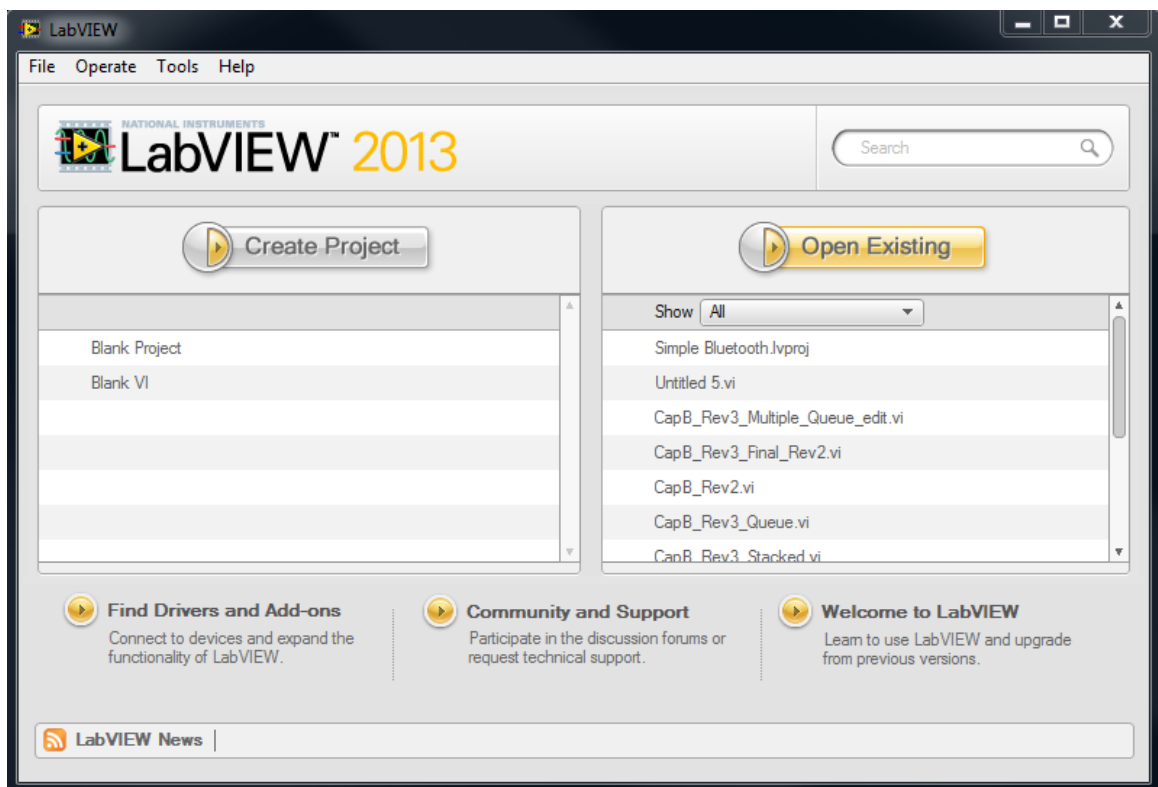 LabVIEW
File Operate Tools Help
NATIONAL INSTRUMENTS
LabVIEW™ 2013
Search
Create Project
Blank Project
Blank VI
Open Existing
Show All
Simple Bluetooth.lvproj
Untitled 5.vi
CapB_Rev3_Multiple_Queue_edit.vi
CapB_Rev3_Final_Rev2.vi
CapB_Rev2.vi
CapB_Rev3_Queue.vi
CapB_Rev3_Stacked.vi
Find Drivers and Add-ons
Connect to devices and expand the
functionality of LabVIEW.
Community and Support
Participate in the discussion forums or
request technical support.
Welcome to LabVIEW
Learn to use LabVIEW and upgrade
from previous versions.
LabVIEW News